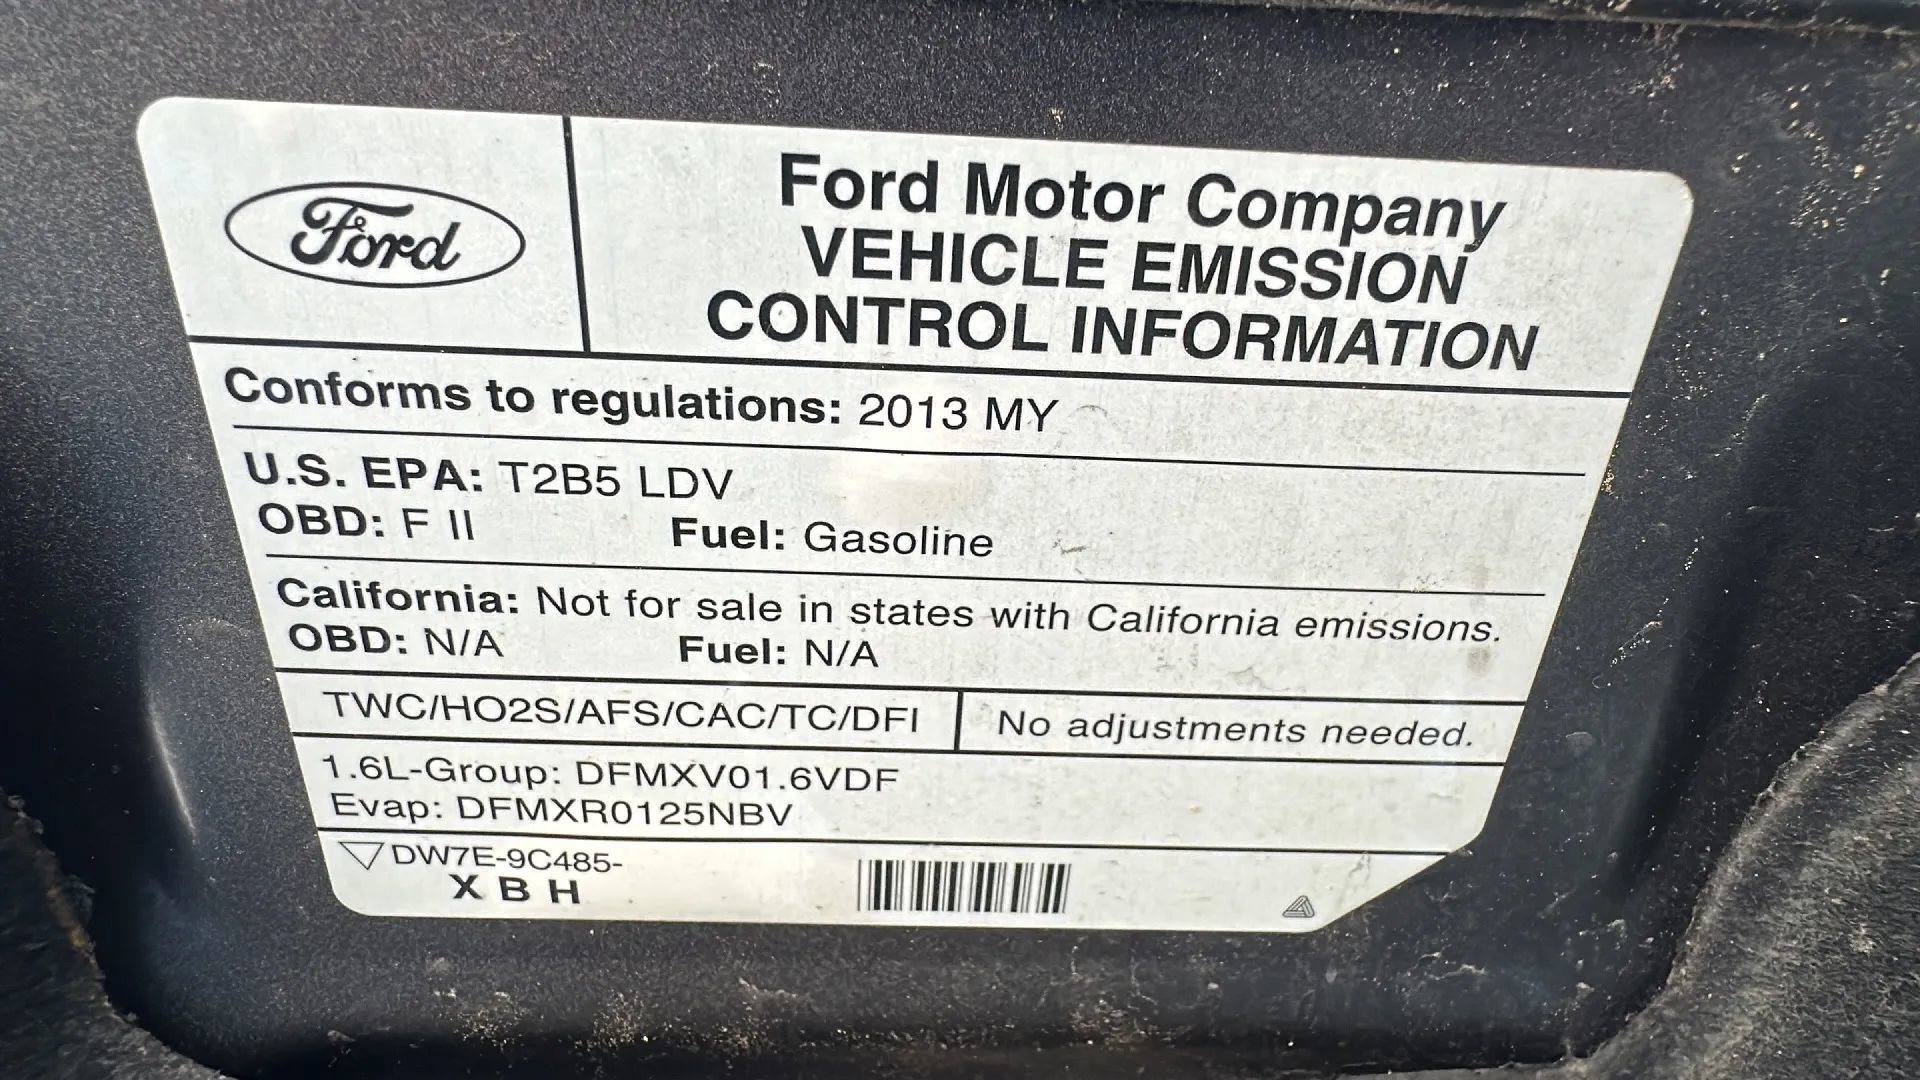 Ford
Ford Motor Company
VEHICLE EMISSION
CONTROL INFORMATION
Conforms to regulations: 2013 MY
U.S. EPA: T2B5 LDV
OBD: F II Fuel: Gasoline
California: Not for sale in states with California emissions.
OBD: N/A Fuel: N/A
TWC/HO2S/AFS/CAC/TC/DFI No adjustments needed.
1.6L-Group: DFMXV01.6VDF
Evap: DFMXR0125NBV
DW7E-9C485-
X B H